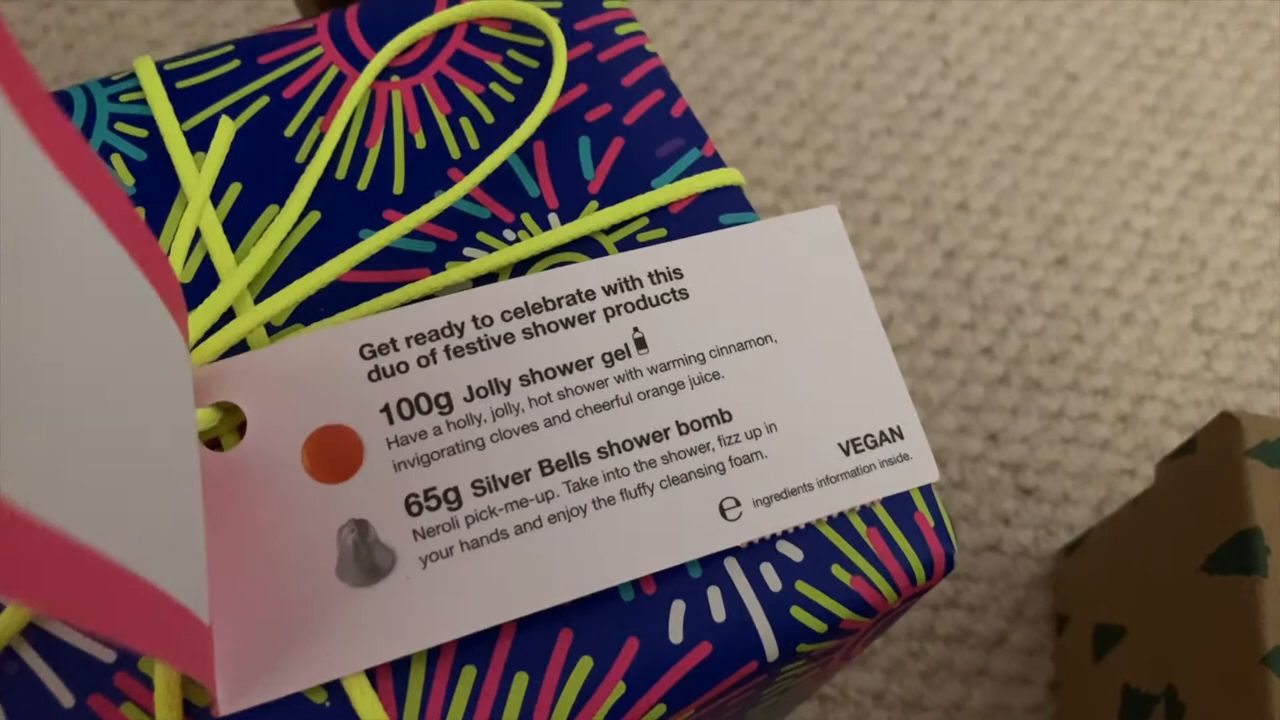 Get ready to celebrate with this
duo of festive shower products
100g Jolly shower gel
Have a holly, jolly, hot shower with warming cinnamon,
invigorating cloves and cheerful orange juice.
65g Silver Bells shower bomb
Neroli pick-me-up. Take into the shower, fizz up in
your hands and enjoy the fluffy cleansing foam.
VEGAN
e ingredients information inside.